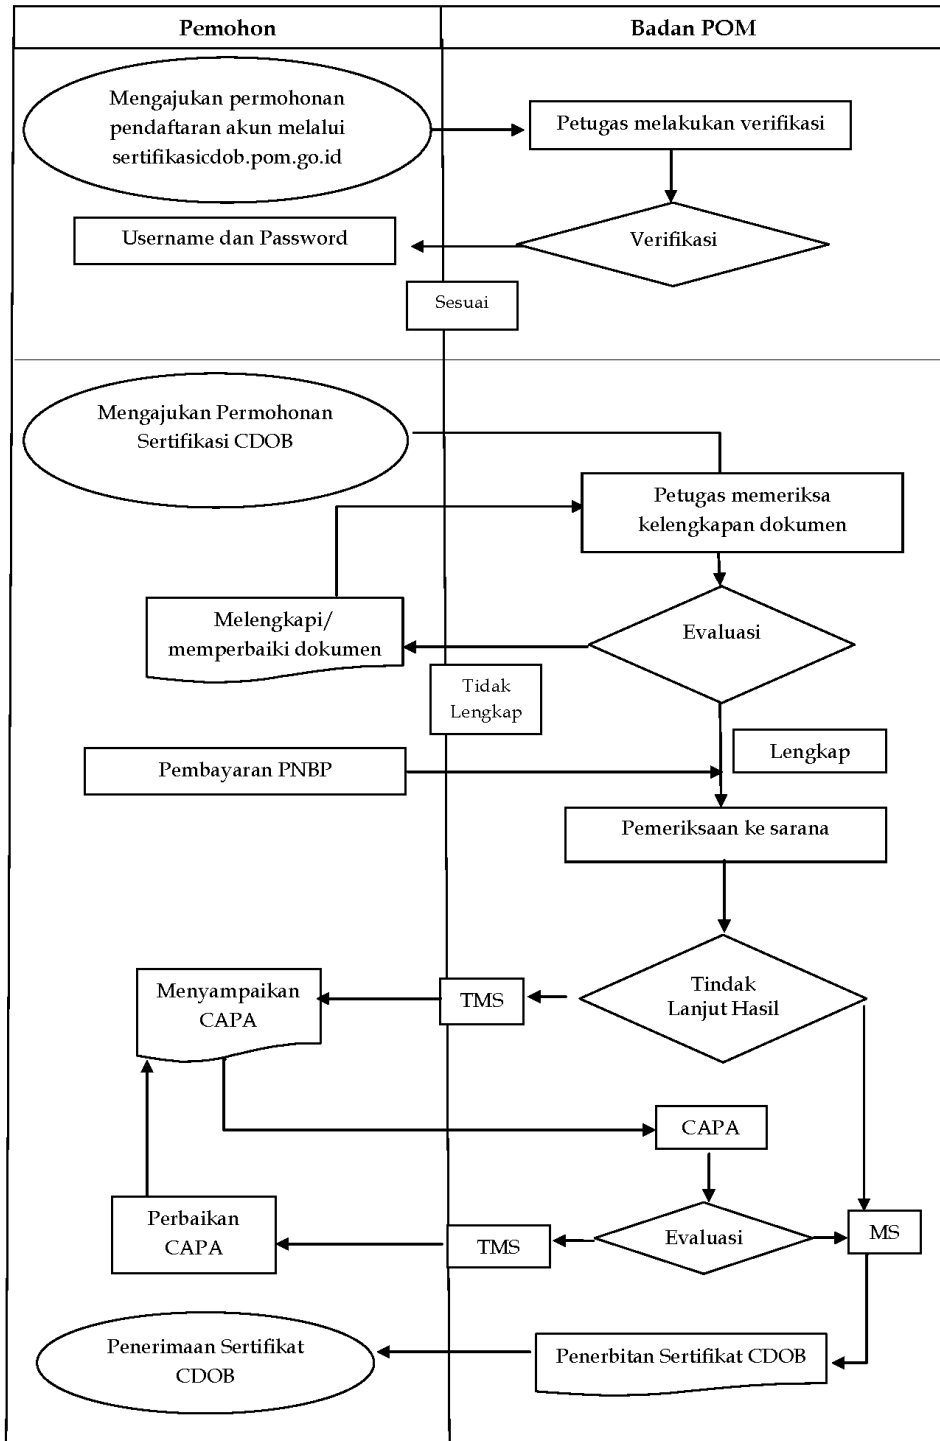 Pemohon
Badan POM
Mengajukan permohonan
pendaftaran akun melalui
sertifikasicdob.pom.go.id
Petugas melakukan verifikasi
Username dan Password
Verifikasi
Sesuai
Mengajukan Permohonan
Sertifikasi CDOB
Petugas memeriksa
kelengkapan dokumen
Melengkapi/
memperbaiki dokumen
Evaluasi
Tidak
Lengkap
Lengkap
Pembayaran PNBP
Pemeriksaan ke sarana
Menyampaikan
CAPA
TMS
Tindak
Lanjut Hasil
CAPA
Perbaikan
CAPA
TMS
Evaluasi
MS
Penerimaan Sertifikat
CDOB
Penerbitan Sertifikat CDOB